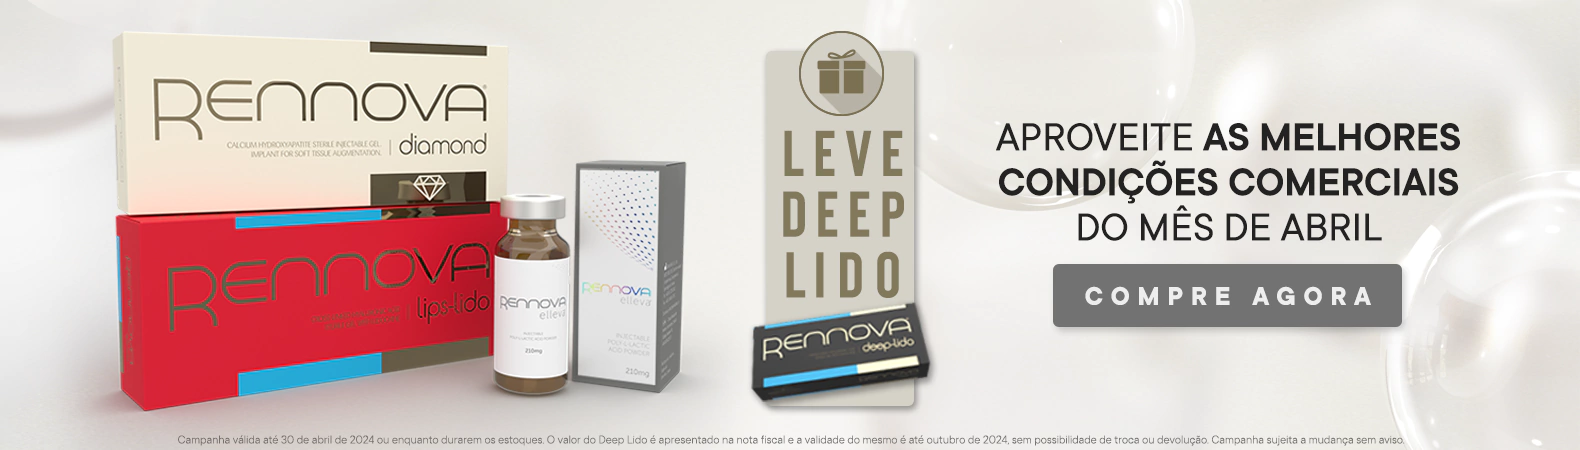 RENNOVA
CALCIUM HYDROXYAPATITE STERILE INJECTABLE GEL
IMPLANT FOR SOFT TISSUE AUGMENTATION.
diamond
RENNOVA
lips-lido
RENNOVA
elleva
INJECTABLE
210mg
RENNOVA
elleva
INJECTABLE
POLY-L-LACTIC
ACID POWDER
210mg
LEVE
DEEP
LIDO
RENNOVA
deep-lido
APROVEITE AS MELHORES
CONDIÇÕES COMERCIAIS
DO MÊS DE ABRIL
COMPRE AGORA
Campanha válida até 30 de abril de 2024 ou enquanto durarem os estoques. O valor do Deep Lido é apresentado na nota fiscal e a validade do mesmo é até outubro de 2024, sem possibilidade de troca ou devolução. Campanha sujeita a mudança sem aviso.